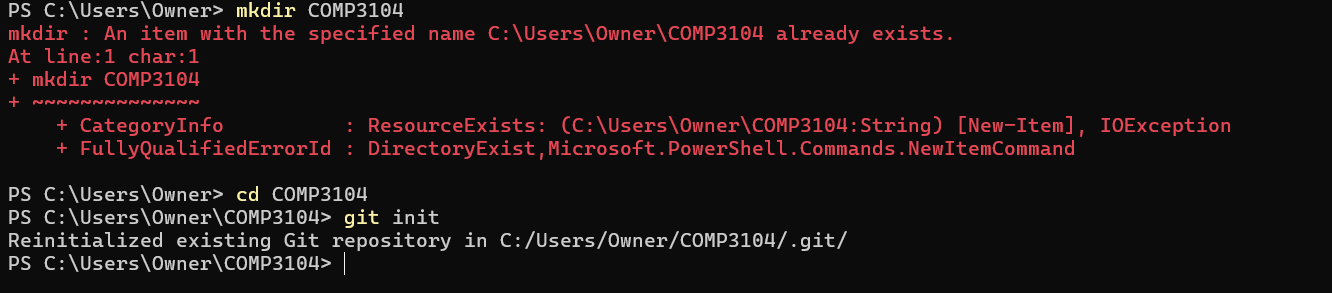 PS C:\Users\Owner> mkdir COMP3104
mkdir : An item with the specified name C:\Users\Owner\COMP3104 already exists.
At line:1 char:1
+ mkdir COMP3104
+ ~~~~~~~~~~~~~~
    + CategoryInfo          : ResourceExists: (C:\Users\Owner\COMP3104:String) [New-Item], IOException
    + FullyQualifiedErrorId : DirectoryExist,Microsoft.PowerShell.Commands.NewItemCommand

PS C:\Users\Owner> cd COMP3104
PS C:\Users\Owner\COMP3104> git init
Reinitialized existing Git repository in C:/Users/Owner/COMP3104/.git/
PS C:\Users\Owner\COMP3104>